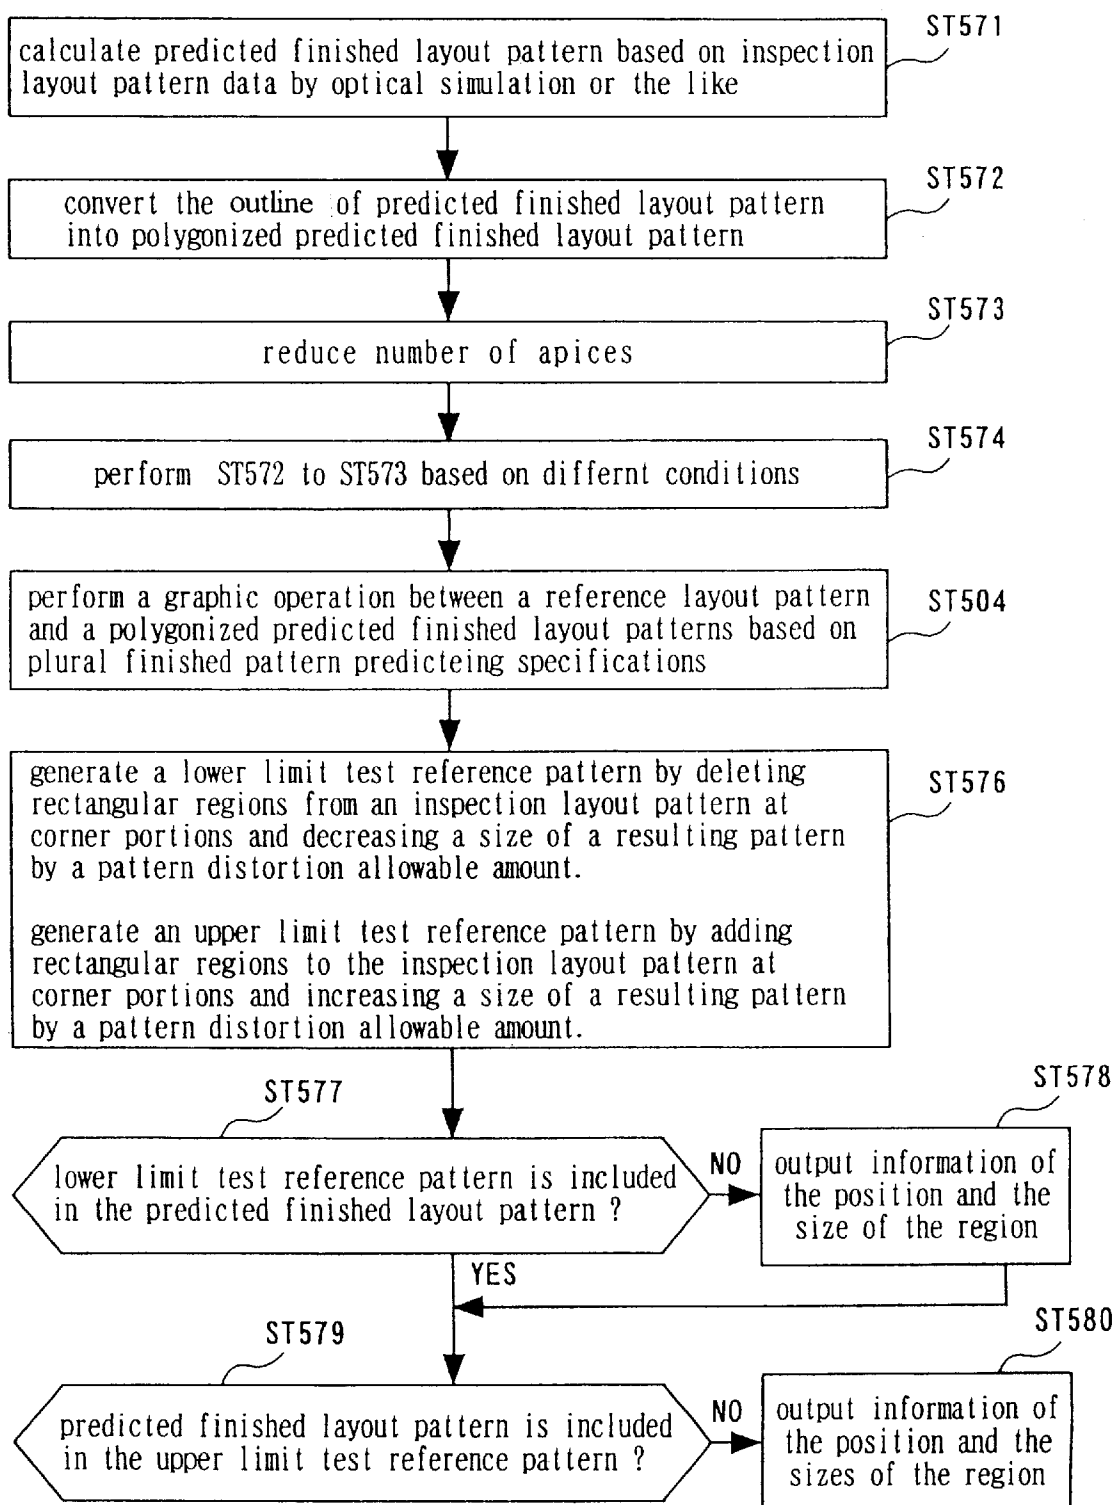 ST571
calculate predicted finished layout pattern based on inspection
layout pattern data by optical simulation or the like
ST572
convert the outline of predicted finished layout pattern
into polygonized predicted finished layout pattern
ST573
reduce number of apices
ST574
perform ST572 to ST573 based on differnt conditions
ST504
perform a graphic operation between a reference layout pattern
and a polygonized predicted finished layout patterns based on
plural finished pattern predicteing specifications
ST576
generate a lower limit test reference pattern by deleting
rectangular regions from an inspection layout pattern at
corner portions and decreasing a size of a resulting pattern
by a pattern distortion allowable amount.
generate an upper limit test reference pattern by adding
rectangular regions to the inspection layout pattern at
corner portions and increasing a size of a resulting pattern
by a pattern distortion allowable amount.
ST577
lower limit test reference pattern is included
in the predicted finished layout pattern ?
NO
ST578
output information of
the position and the
size of the region
YES
ST579
predicted finished layout pattern is included
in the upper limit test reference pattern ?
NO
ST580
output information of
the position and the
sizes of the region